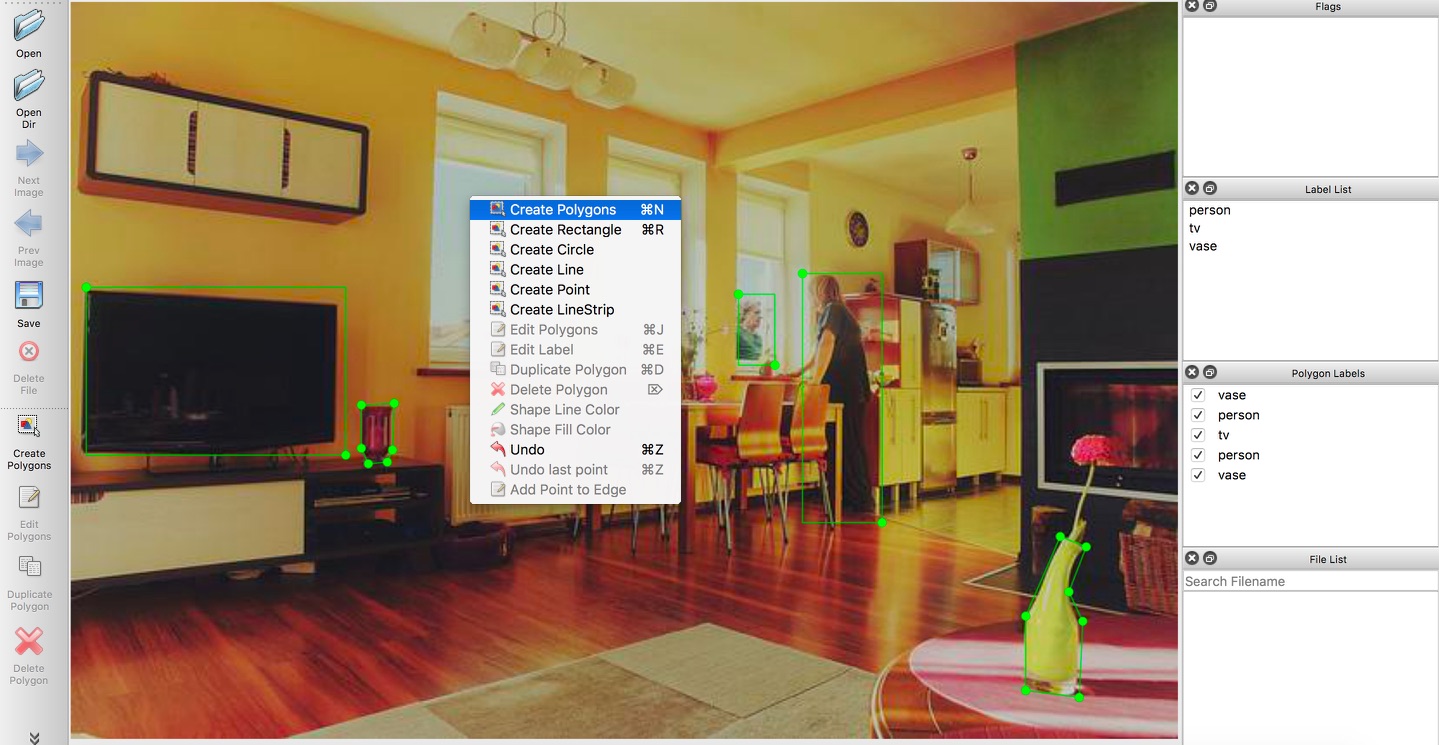 Open
Open
Dir
Next
Image
Prev
Image
Save
Delete
File
Create
Polygons
Edit
Polygons
Duplicate
Polygon
Delete
Polygon
Create Polygons ⌘N
Create Rectangle ⌘R
Create Circle
Create Line
Create Point
Create LineStrip
Edit Polygons ⌘J
Edit Label ⌘E
Duplicate Polygon ⌘D
Delete Polygon ⌦
Shape Line Color
Shape Fill Color
Undo ⌘Z
Undo last point ⌘Z
Add Point to Edge
Flags
Label List
person
tv
vase
Polygon Labels
vase
person
tv
person
vase
File List
Search Filename